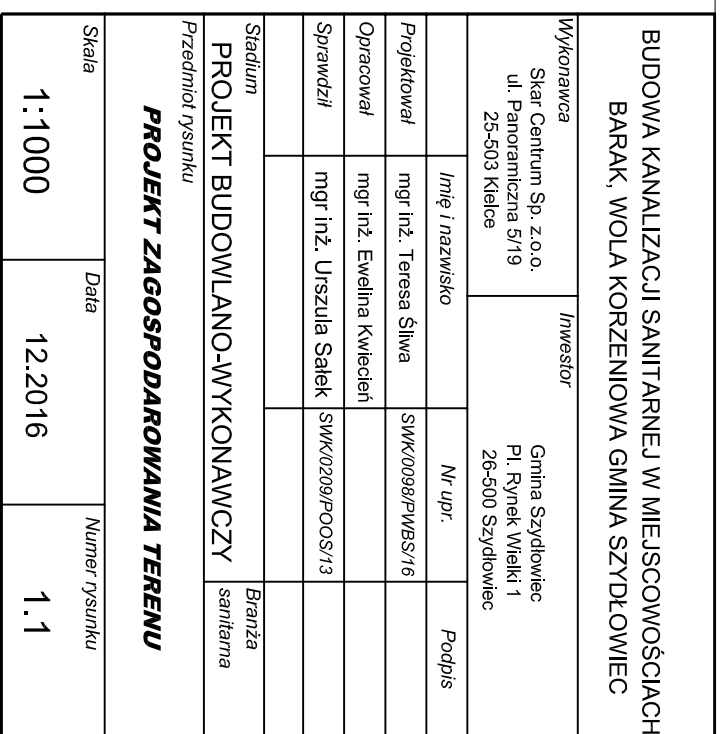 BUDOWA KANALIZACJI SANITARNEJ W MIEJSCOWOŚCIACH
BARAK, WOLA KORZENIOWA GMINA SZYDŁOWIEC
Wykonawca
Skar Centrum Sp. z.o.o.
ul. Panoramiczna 5/19
25-503 Kielce
Inwestor
Gmina Szydłowiec
Pl. Rynek Wielki 1
26-500 Szydłowiec
Imię i nazwisko Nr upr. Podpis
Projektował mgr inż. Teresa Śliwa SWK/0098/PWBS/16
Opracował mgr inż. Ewelina Kwiecień
Sprawdził mgr inż. Urszula Sałek SWK/0209/POOS/13
Stadium
PROJEKT BUDOWLANO-WYKONAWCZY
Branża
sanitarna
Przedmiot rysunku
PROJEKT ZAGOSPODAROWANIA TERENU
Skala
1:1000
Data
12.2016
Numer rysunku
1.1